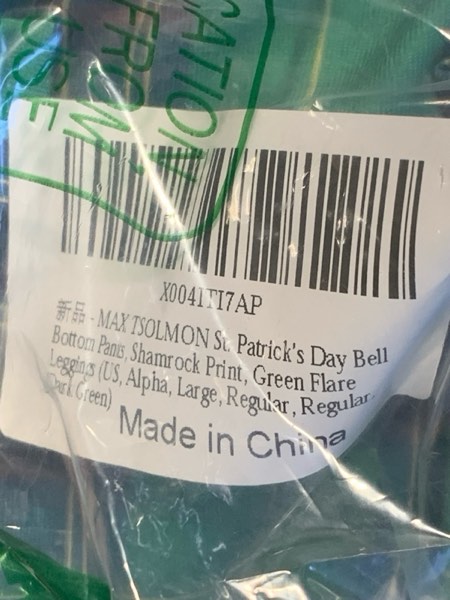 CATION
FROM
USE
X0041TI7AP
新品 - MAX TSOLMON St. Patrick's Day Bell
Bottom Pants, Shamrock Print, Green Flare
Leggings (US, Alpha, Large, Regular, Regular,
Dark Green)
Made in China